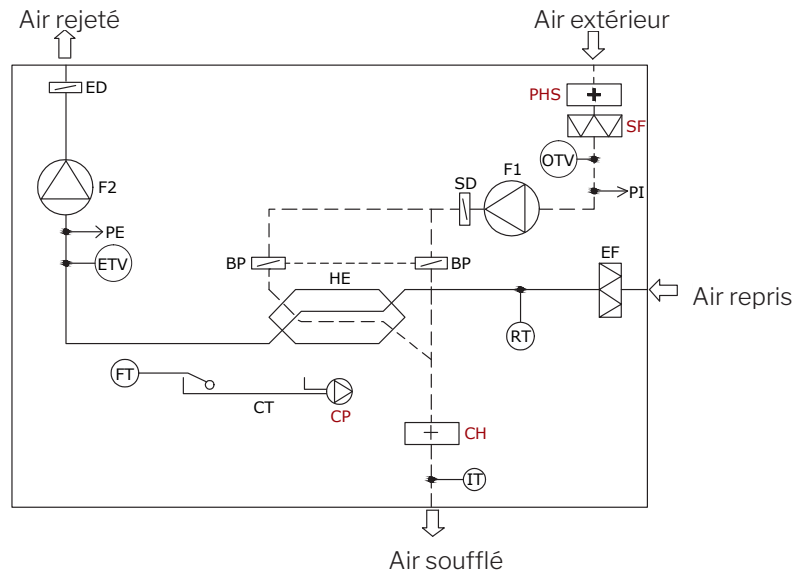 Air rejeté
Air extérieur
ED
PHS
SF
OTV
F1
SD
PI
F2
PE
ETV
BP
BP
HE
EF
Air repris
RT
FT
CT
CP
CH
IT
Air soufflé